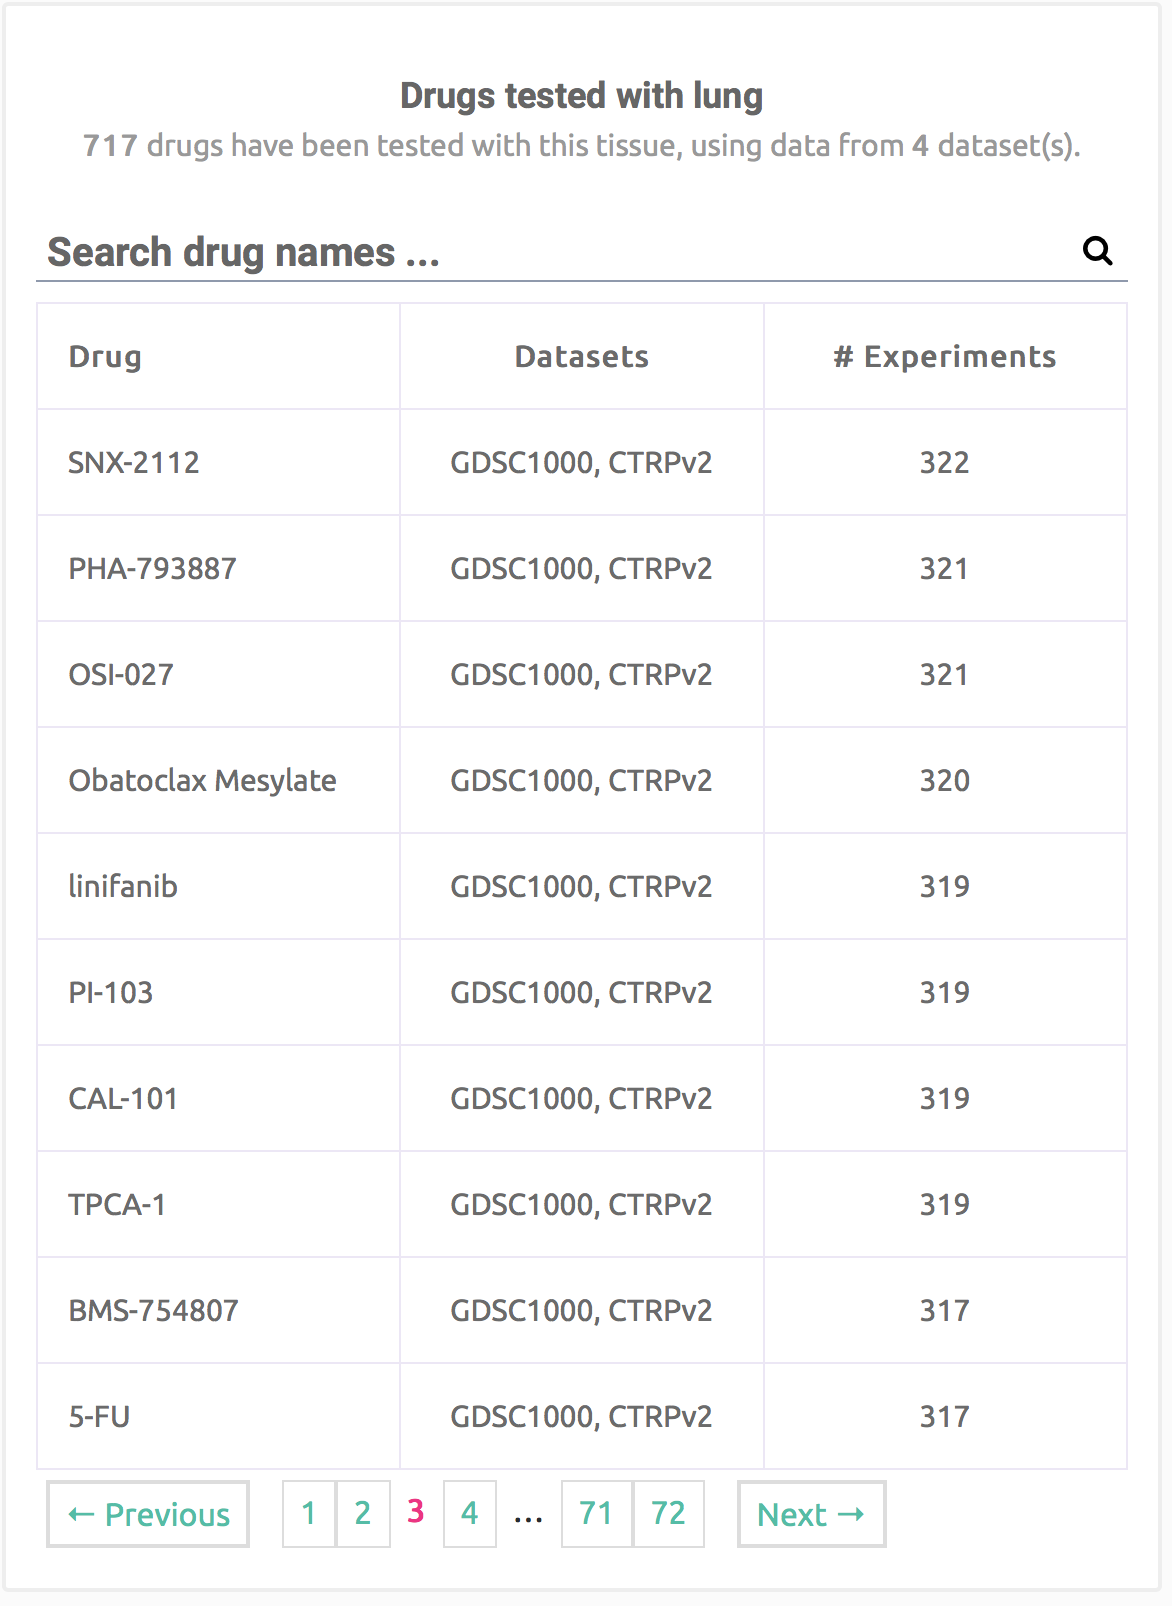 Drugs tested with lung
717 drugs have been tested with this tissue, using data from 4 dataset(s).
Search drug names ...
Drug Datasets # Experiments
SNX-2112 GDSC1000, CTRPv2 322
PHA-793887 GDSC1000, CTRPv2 321
OSI-027 GDSC1000, CTRPv2 321
Obatoclax Mesylate GDSC1000, CTRPv2 320
linifanib GDSC1000, CTRPv2 319
PI-103 GDSC1000, CTRPv2 319
CAL-101 GDSC1000, CTRPv2 319
TPCA-1 GDSC1000, CTRPv2 319
BMS-754807 GDSC1000, CTRPv2 317
5-FU GDSC1000, CTRPv2 317
← Previous 1 2 3 4 ... 71 72 Next →